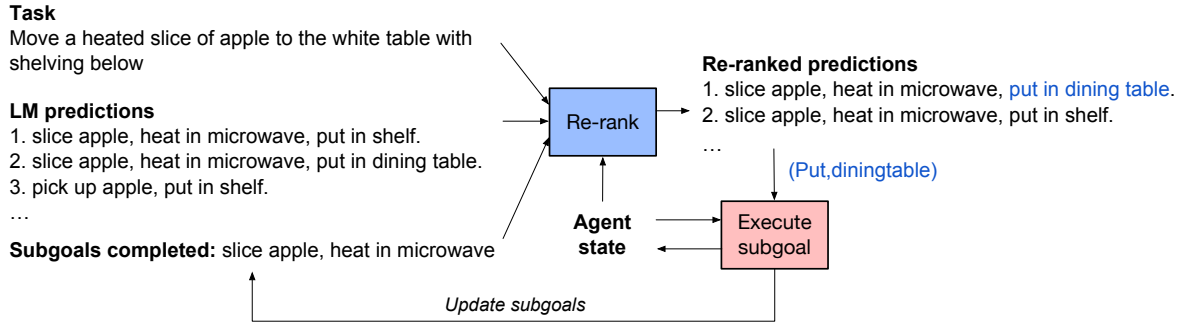 Task
Move a heated slice of apple to the white table with
shelving below
LM predictions
1. slice apple, heat in microwave, put in shelf.
2. slice apple, heat in microwave, put in dining table.
3. pick up apple, put in shelf.
…
Subgoals completed: slice apple, heat in microwave
Re-rank
Agent
state
Re-ranked predictions
1. slice apple, heat in microwave, put in dining table.
2. slice apple, heat in microwave, put in shelf.
…
(Put,diningtable)
Execute
subgoal
Update subgoals